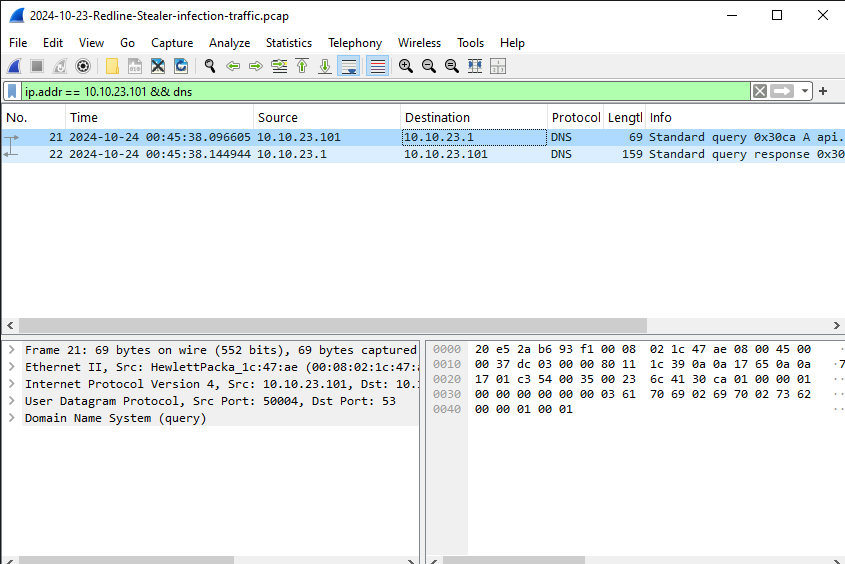 2024-10-23-Redline-Stealer-infection-traffic.pcap
File Edit View Go Capture Analyze Statistics Telephony Wireless Tools Help
ip.addr == 10.10.23.101 && dns
No. Time Source Destination Protocol Lengtl Info
21 2024-10-24 00:45:38.096605 10.10.23.101 10.10.23.1 DNS 69 Standard query 0x30ca A api.
22 2024-10-24 00:45:38.144944 10.10.23.1 10.10.23.101 DNS 159 Standard query response 0x30
Frame 21: 69 bytes on wire (552 bits), 69 bytes captured
Ethernet II, Src: HewlettPacka_1c:47:ae (00:08:02:1c:47:a
Internet Protocol Version 4, Src: 10.10.23.101, Dst: 10.1
User Datagram Protocol, Src Port: 50004, Dst Port: 53
Domain Name System (query)
0000 20 e5 2a b6 93 f1 00 08 02 1c 47 ae 08 00 45 00
0010 00 37 dc 03 00 00 80 11 1c 39 0a 0a 17 65 0a 0a ·7
0020 17 01 c3 54 00 35 00 23 6c 41 30 ca 01 00 00 01
0030 00 00 00 00 00 00 03 61 70 69 02 69 70 02 73 62
0040 00 00 01 00 01